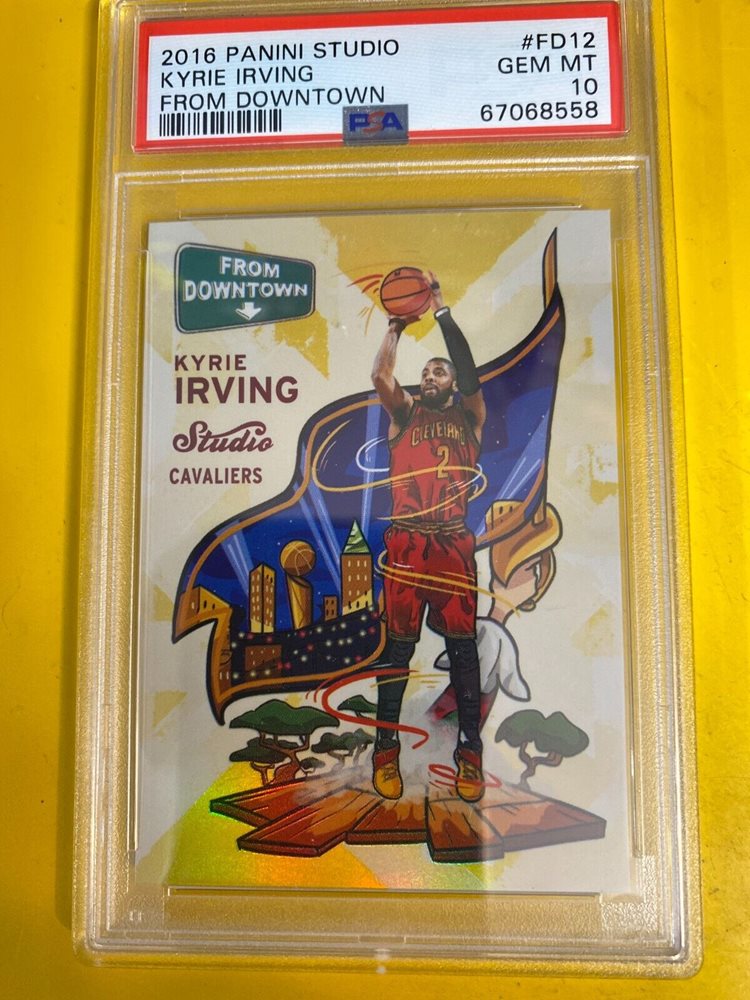 2016 PANINI STUDIO #FD12
KYRIE IRVING GEM MT
FROM DOWNTOWN 10
PSA 67068558
FROM
DOWNTOWN
KYRIE
IRVING
Studio
CAVALIERS
CLEVELAND
2